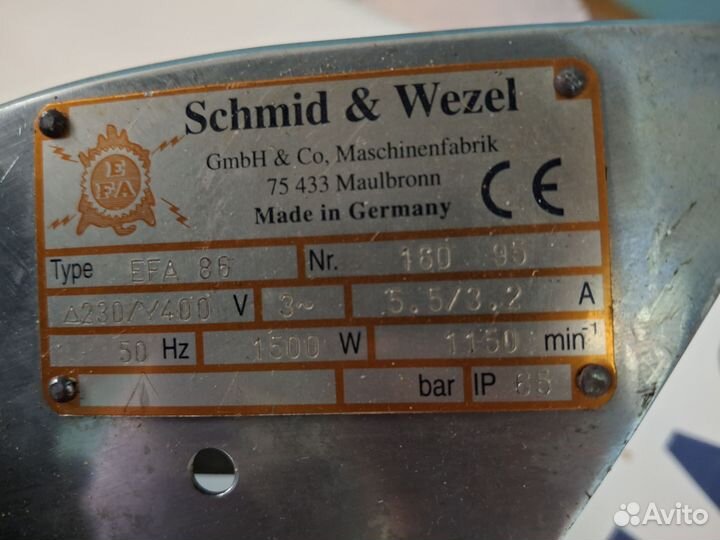 Schmid & Wezel
GmbH & Co, Maschinenfabrik
75 433 Maulbronn
Made in Germany
CE
E
EFA
Type EFA 86 Nr. 160 95
Δ230/Y400 V 3~ 5.5/3.2 A
50 Hz 1500 W 1150 min⁻¹
bar IP 65
Avito